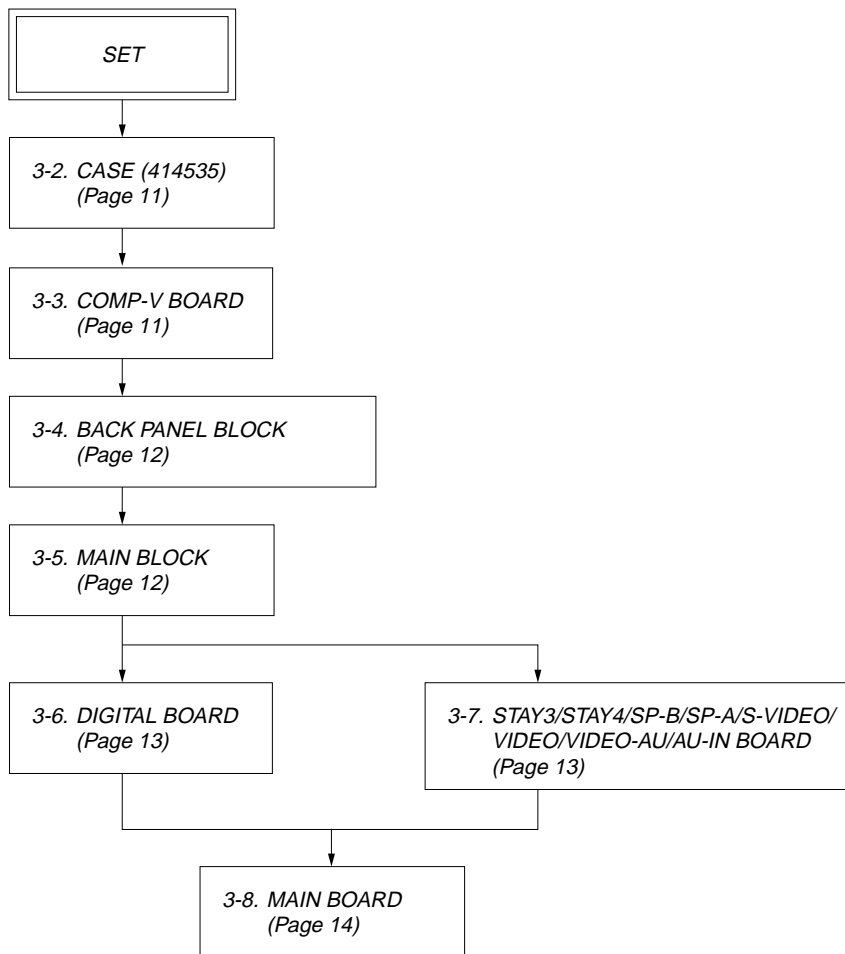 SET
3-2. CASE (414535)
(Page 11)
3-3. COMP-V BOARD
(Page 11)
3-4. BACK PANEL BLOCK
(Page 12)
3-5. MAIN BLOCK
(Page 12)
3-6. DIGITAL BOARD
(Page 13)
3-7. STAY3/STAY4/SP-B/SP-A/S-VIDEO/
VIDEO/VIDEO-AU/AU-IN BOARD
(Page 13)
3-8. MAIN BOARD
(Page 14)